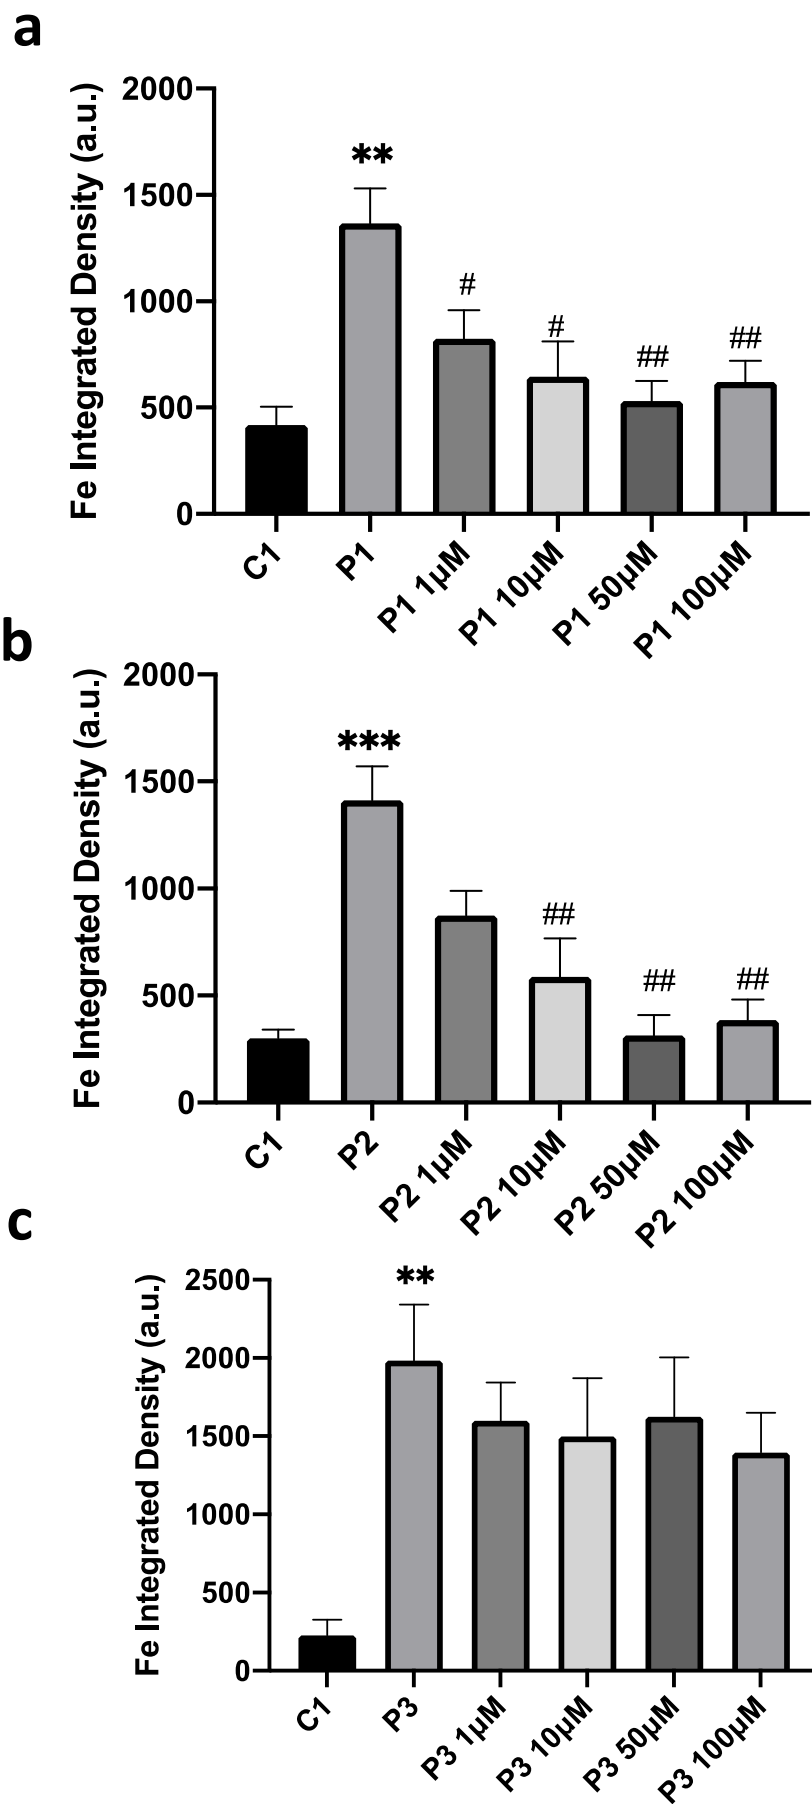 a
Fe Integrated Density (a.u.)
2000
1500
1000
500
0
**
#
#
##
##
C1
P1
P1 1µM
P1 10µM
P1 50µM
P1 100µM
b
Fe Integrated Density (a.u.)
2000
1500
1000
500
0
***
##
##
##
C1
P2
P2 1µM
P2 10µM
P2 50µM
P2 100µM
c
Fe Integrated Density (a.u.)
2500
2000
1500
1000
500
0
**
C1
P3
P3 1µM
P3 10µM
P3 50µM
P3 100µM